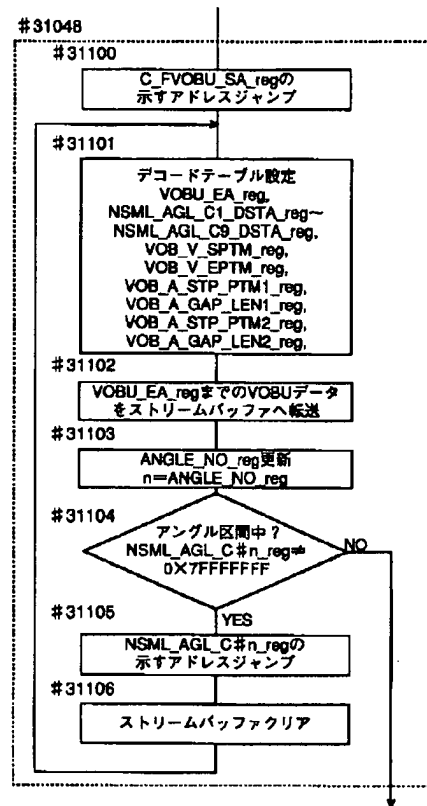 #31048
#31100
C_FVOBU_SA_regの
示すアドレスジャンプ
#31101
デコードテーブル設定
VOBU_EA_reg,
NSML_AGL_C1_DSTA_reg~
NSML_AGL_C9_DSTA_reg,
VOB_V_SPTM_reg,
VOB_V_EPTM_reg,
VOB_A_STP_PTM1_reg,
VOB_A_GAP_LEN1_reg,
VOB_A_STP_PTM2_reg,
VOB_A_GAP_LEN2_reg,
#31102
VOBU_EA_regまでのVOBUデータ
をストリームバッファへ転送
#31103
ANGLE_NO_reg更新
n=ANGLE_NO_reg
#31104
アングル区間中?
NSML_AGL_C#n_reg≠
0×7FFFFFFF
NO
YES
#31105
NSML_AGL_C#n_regの
示すアドレスジャンプ
#31106
ストリームバッファクリア